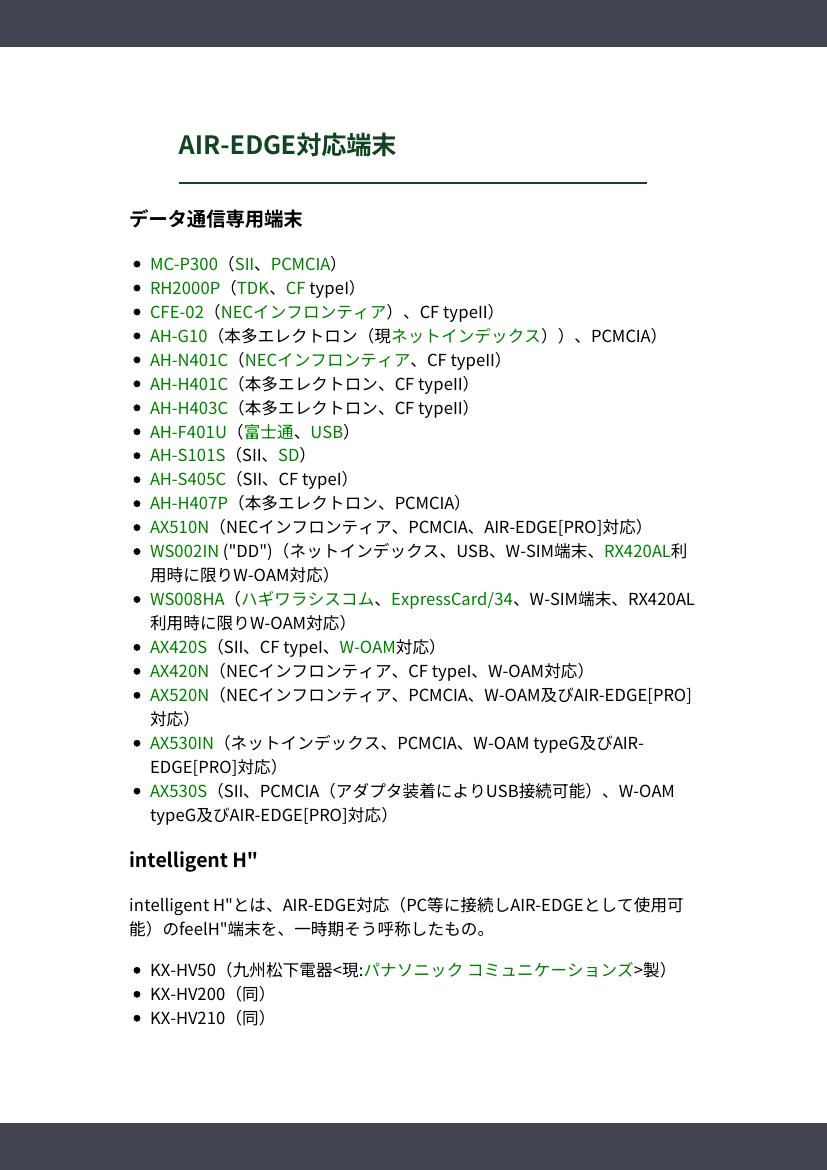 AIR-EDGE対応端末
データ通信専用端末
• MC-P300（SII、PCMCIA）
• RH2000P（TDK、CF typeI）
• CFE-02（NECインフロンティア）、CF typeII）
• AH-G10（本多エレクトロン（現ネットインデックス））、PCMCIA）
• AH-N401C（NECインフロンティア、CF typeII）
• AH-H401C（本多エレクトロン、CF typeII）
• AH-H403C（本多エレクトロン、CF typeII）
• AH-F401U（富士通、USB）
• AH-S101S（SII、SD）
• AH-S405C（SII、CF typeI）
• AH-H407P（本多エレクトロン、PCMCIA）
• AX510N（NECインフロンティア、PCMCIA、AIR-EDGE[PRO]対応）
• WS002IN ("DD")（ネットインデックス、USB、W-SIM端末、RX420AL利
用時に限りW-OAM対応）
• WS008HA（ハギワラシスコム、ExpressCard/34、W-SIM端末、RX420AL
利用時に限りW-OAM対応）
• AX420S（SII、CF typeI、W-OAM対応）
• AX420N（NECインフロンティア、CF typeI、W-OAM対応）
• AX520N（NECインフロンティア、PCMCIA、W-OAM及びAIR-EDGE[PRO]
対応）
• AX530IN（ネットインデックス、PCMCIA、W-OAM typeG及びAIR-
EDGE[PRO]対応）
• AX530S（SII、PCMCIA（アダプタ装着によりUSB接続可能）、W-OAM
typeG及びAIR-EDGE[PRO]対応）
intelligent H"
intelligent H"とは、AIR-EDGE対応（PC等に接続しAIR-EDGEとして使用可
能）のfeelH"端末を、一時期そう呼称したもの。
• KX-HV50（九州松下電器<現:パナソニック コミュニケーションズ>製）
• KX-HV200（同）
• KX-HV210（同）